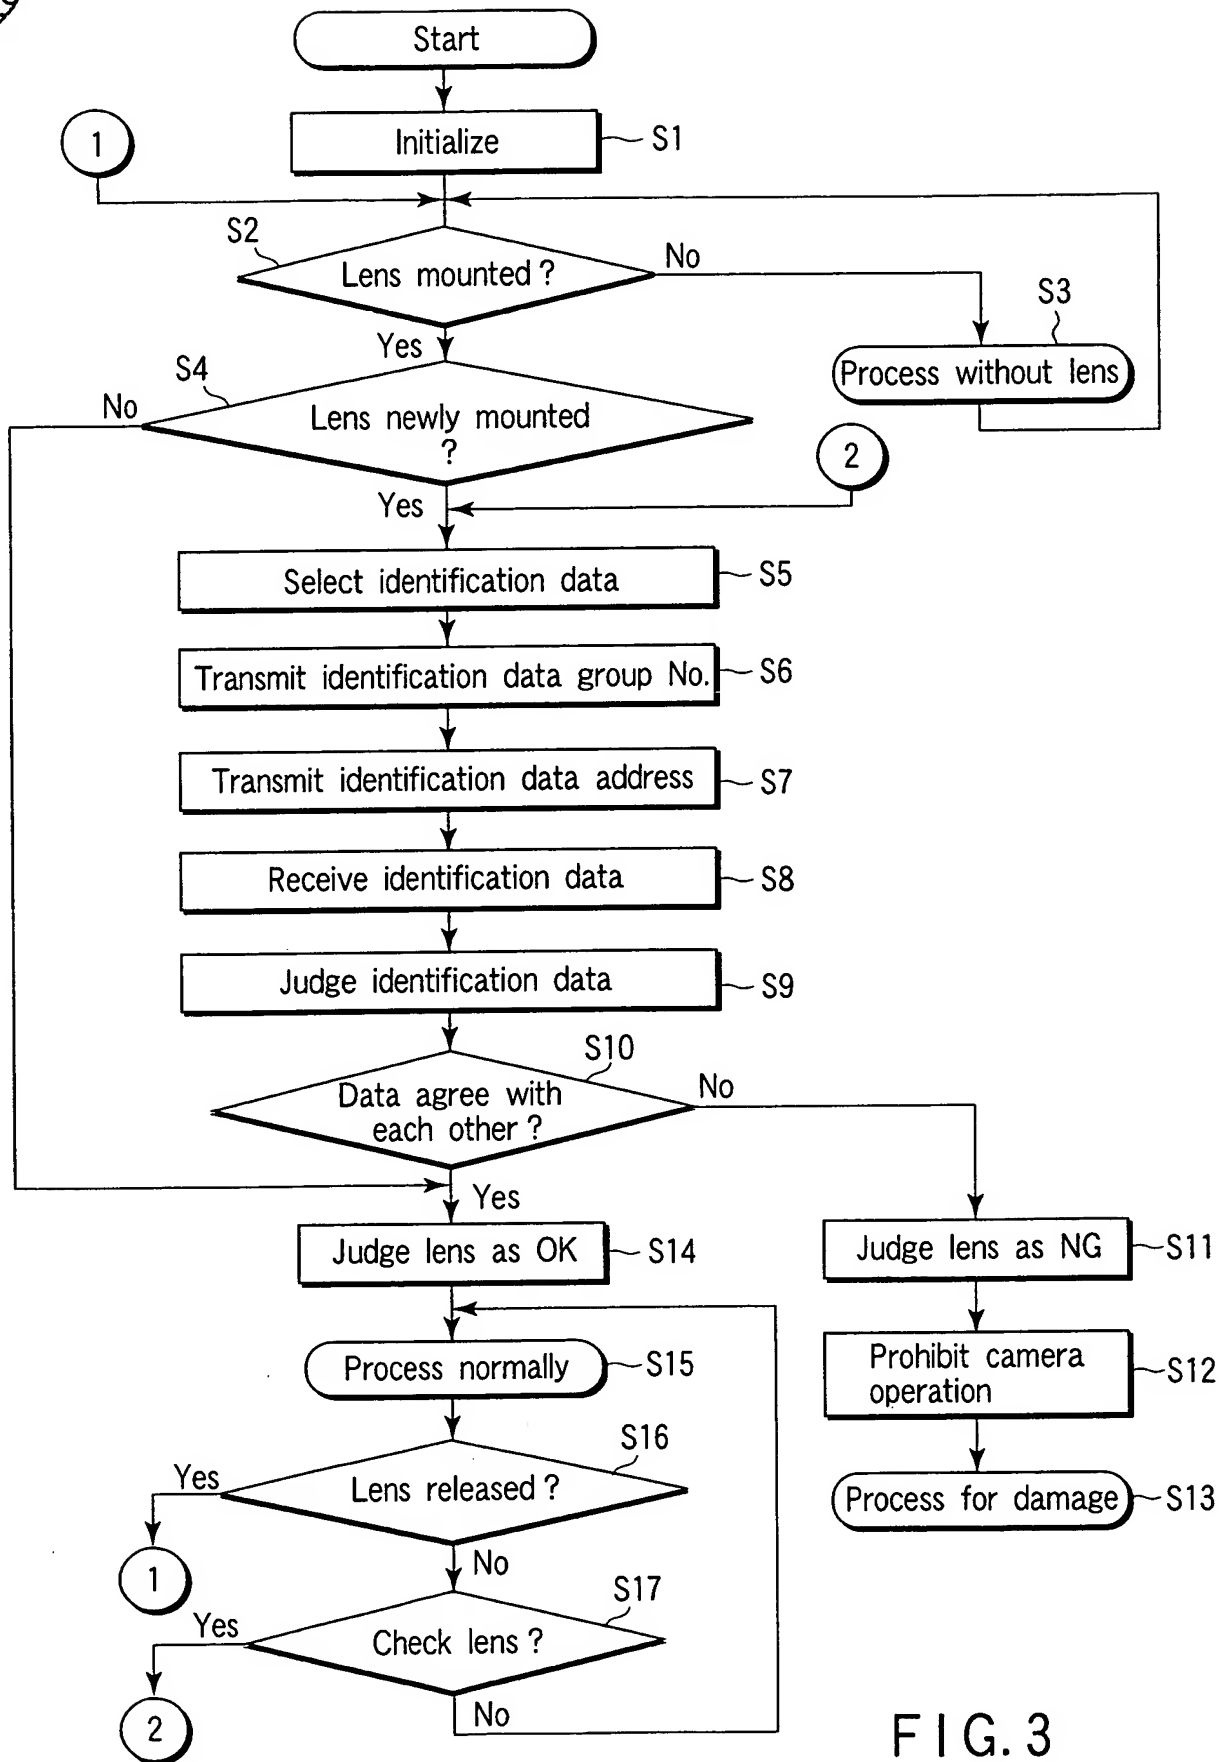 Start
1
Initialize
S1
S2
Lens mounted?
No
S3
Yes
Process without lens
S4
No
Lens newly mounted
?
2
Yes
Select identification data
S5
Transmit identification data group No.
S6
Transmit identification data address
S7
Receive identification data
S8
Judge identification data
S9
S10
Data agree with
each other?
No
Yes
Judge lens as OK
S14
Judge lens as NG
S11
Process normally
S15
Prohibit camera
operation
S12
S16
Yes
Lens released?
Process for damage
S13
1
No
S17
Yes
Check lens?
2
No
FIG.3